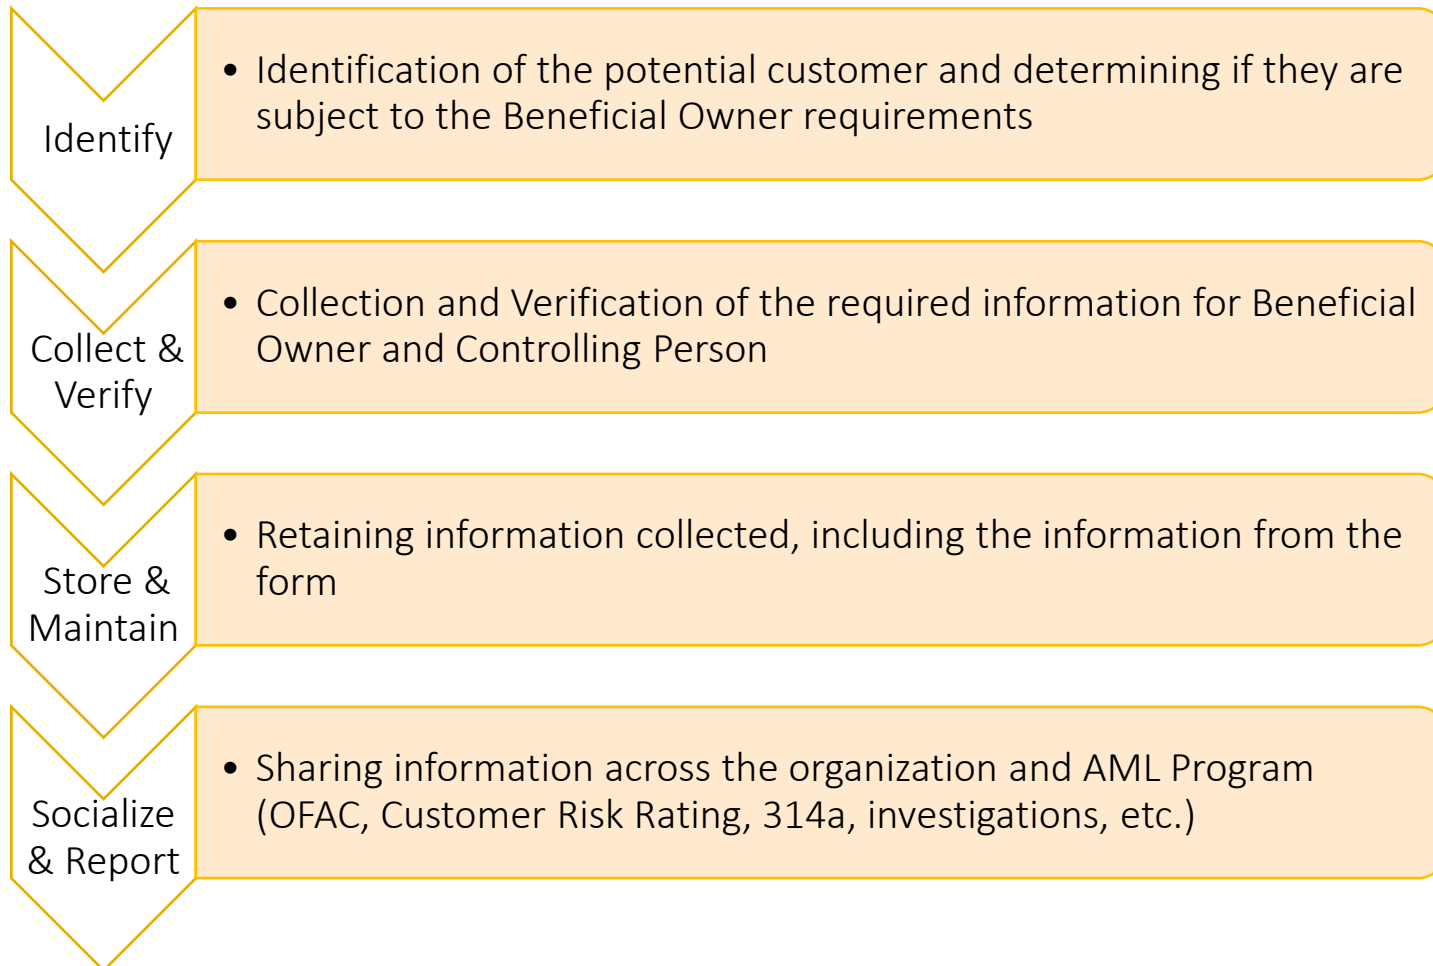 Identify
• Identification of the potential customer and determining if they are
subject to the Beneficial Owner requirements
Collect &
Verify
• Collection and Verification of the required information for Beneficial
Owner and Controlling Person
Store &
Maintain
• Retaining information collected, including the information from the
form
Socialize
& Report
• Sharing information across the organization and AML Program
(OFAC, Customer Risk Rating, 314a, investigations, etc.)